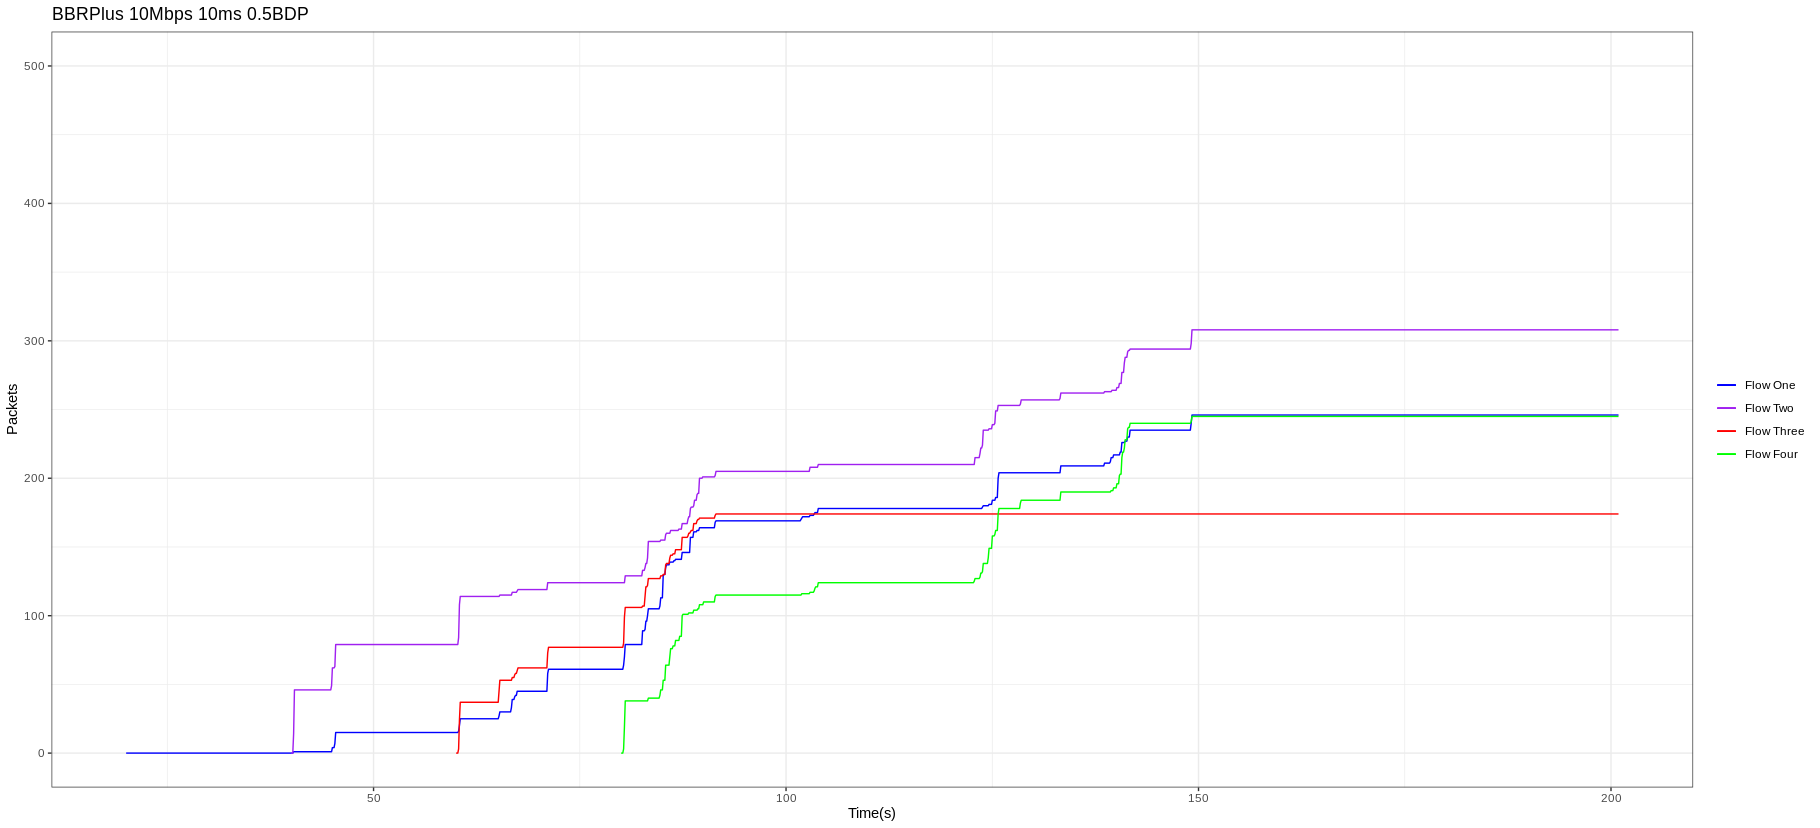 BBRPlus 10Mbps 10ms 0.5BDP
500
400
300
200
100
0
Packets
50
100
150
200
Time(s)
Flow One
Flow Two
Flow Three
Flow Four